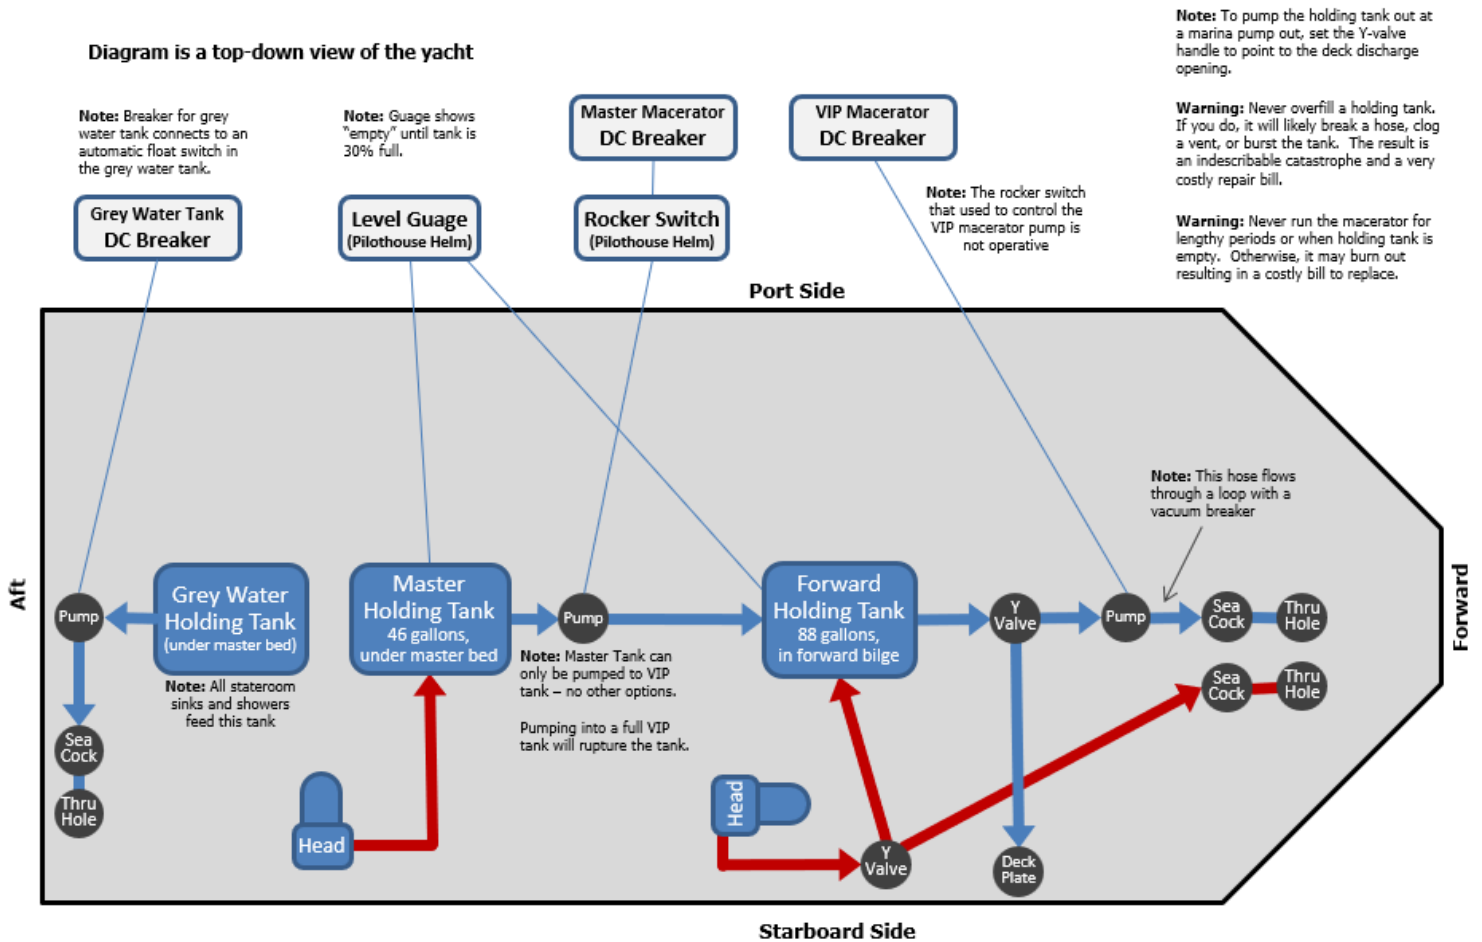 Diagram is a top-down view of the yacht
Note: To pump the holding tank out at
a marina pump out, set the Y-valve
handle to point to the deck discharge
opening.
Warning: Never overfill a holding tank.
If you do, it will likely break a hose, clog
a vent, or burst the tank. The result is
an indescribable catastrophe and a very
costly repair bill.
Warning: Never run the macerator for
lengthy periods or when holding tank is
empty. Otherwise, it may burn out
resulting in a costly bill to replace.
Note: Breaker for grey
water tank connects to an
automatic float switch in
the grey water tank.
Note: Guage shows
"empty" until tank is
30% full.
Master Macerator
DC Breaker
VIP Macerator
DC Breaker
Grey Water Tank
DC Breaker
Level Guage
(Pilothouse Helm)
Rocker Switch
(Pilothouse Helm)
Note: The rocker switch
that used to control the
VIP macerator pump is
not operative
Port Side
Note: This hose flows
through a loop with a
vacuum breaker
Aft
Forward
Pump
Grey Water
Holding Tank
(under master bed)
Master
Holding Tank
46 gallons,
under master bed
Pump
Forward
Holding Tank
88 gallons,
in forward bilge
Y
Valve
Pump
Sea
Cock
Thru
Hole
Sea
Cock
Thru
Hole
Note: All stateroom
sinks and showers
feed this tank
Note: Master Tank can
only be pumped to VIP
tank – no other options.
Pumping into a full VIP
tank will rupture the tank.
Sea
Cock
Thru
Hole
Head
Head
Y
Valve
Deck
Plate
Starboard Side